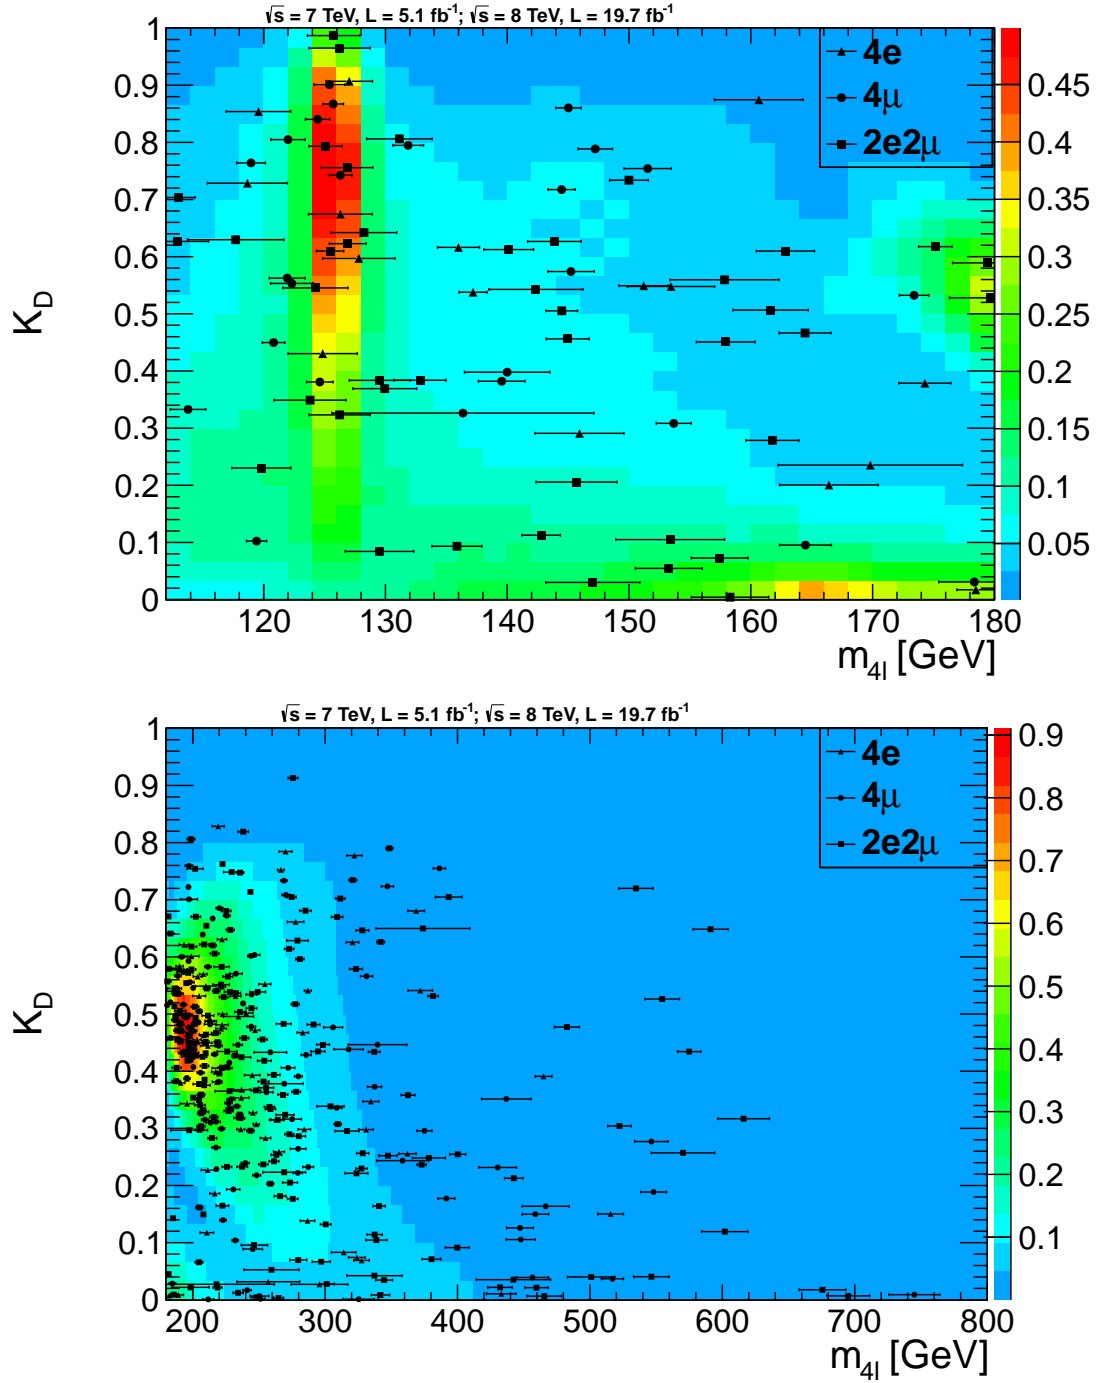 √s = 7 TeV, L = 5.1 fb⁻¹; √s = 8 TeV, L = 19.7 fb⁻¹
K_D
1
0.9
0.8
0.7
0.6
0.5
0.4
0.3
0.2
0.1
0
4e
4μ
2e2μ
0.45
0.4
0.35
0.3
0.25
0.2
0.15
0.1
0.05
120 130 140 150 160 170 180
m_4l [GeV]
√s = 7 TeV, L = 5.1 fb⁻¹; √s = 8 TeV, L = 19.7 fb⁻¹
K_D
1
0.9
0.8
0.7
0.6
0.5
0.4
0.3
0.2
0.1
0
4e
4μ
2e2μ
0.9
0.8
0.7
0.6
0.5
0.4
0.3
0.2
0.1
200 300 400 500 600 700 800
m_4l [GeV]